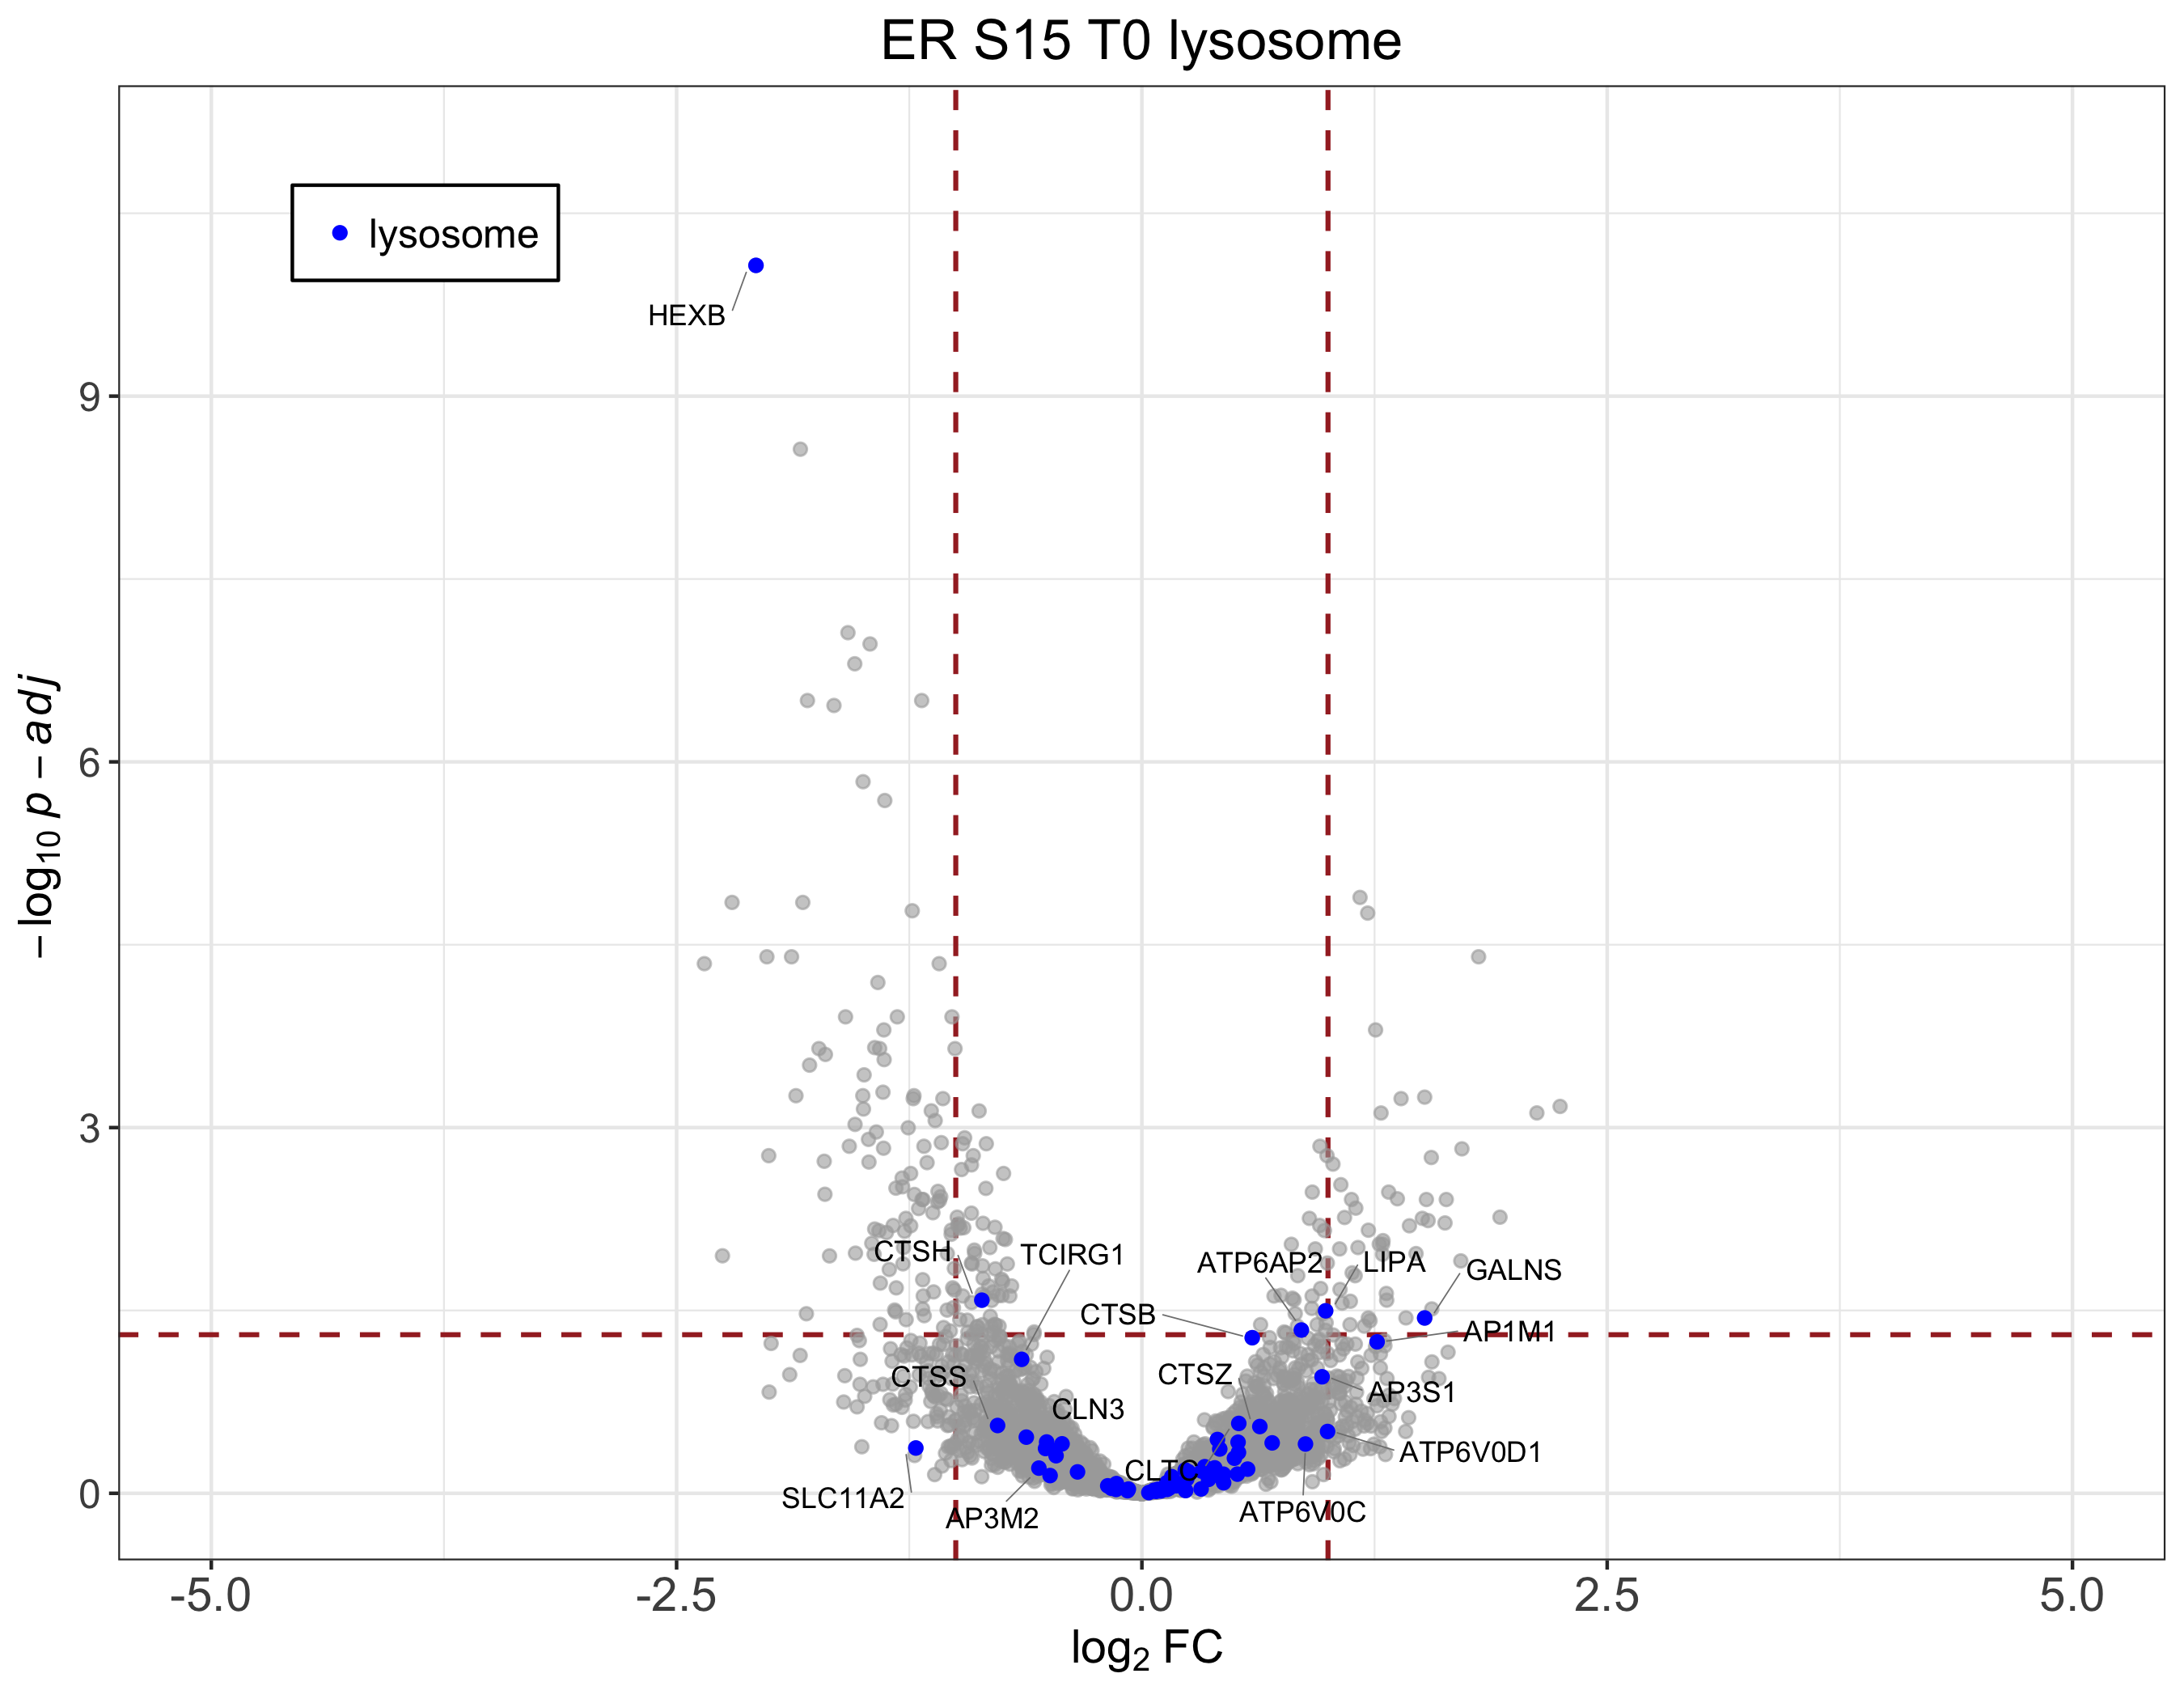 ER S15 T0 lysosome
lysosome
HEXB
CTSH
TCIRG1
ATP6AP2
LIPA
GALNS
CTSB
AP1M1
CTSS
CTSZ
AP3S1
CLN3
ATP6V0D1
CLTC
SLC11A2
AP3M2
ATP6V0C
9
6
3
0
−log10 p − adj
-5.0
-2.5
0.0
2.5
5.0
log2 FC